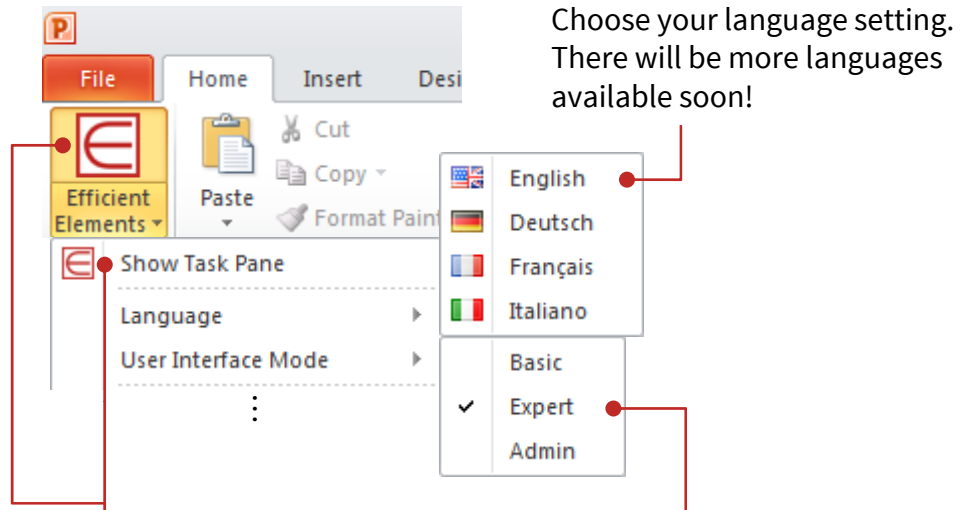 P
Choose your language setting.
There will be more languages
available soon!
File Home Insert Desi
Cut
Copy
Format Paint
Paste
Efficient
Elements
English
Deutsch
Français
Italiano
Show Task Pane
Language
User Interface Mode
Basic
Expert
Admin